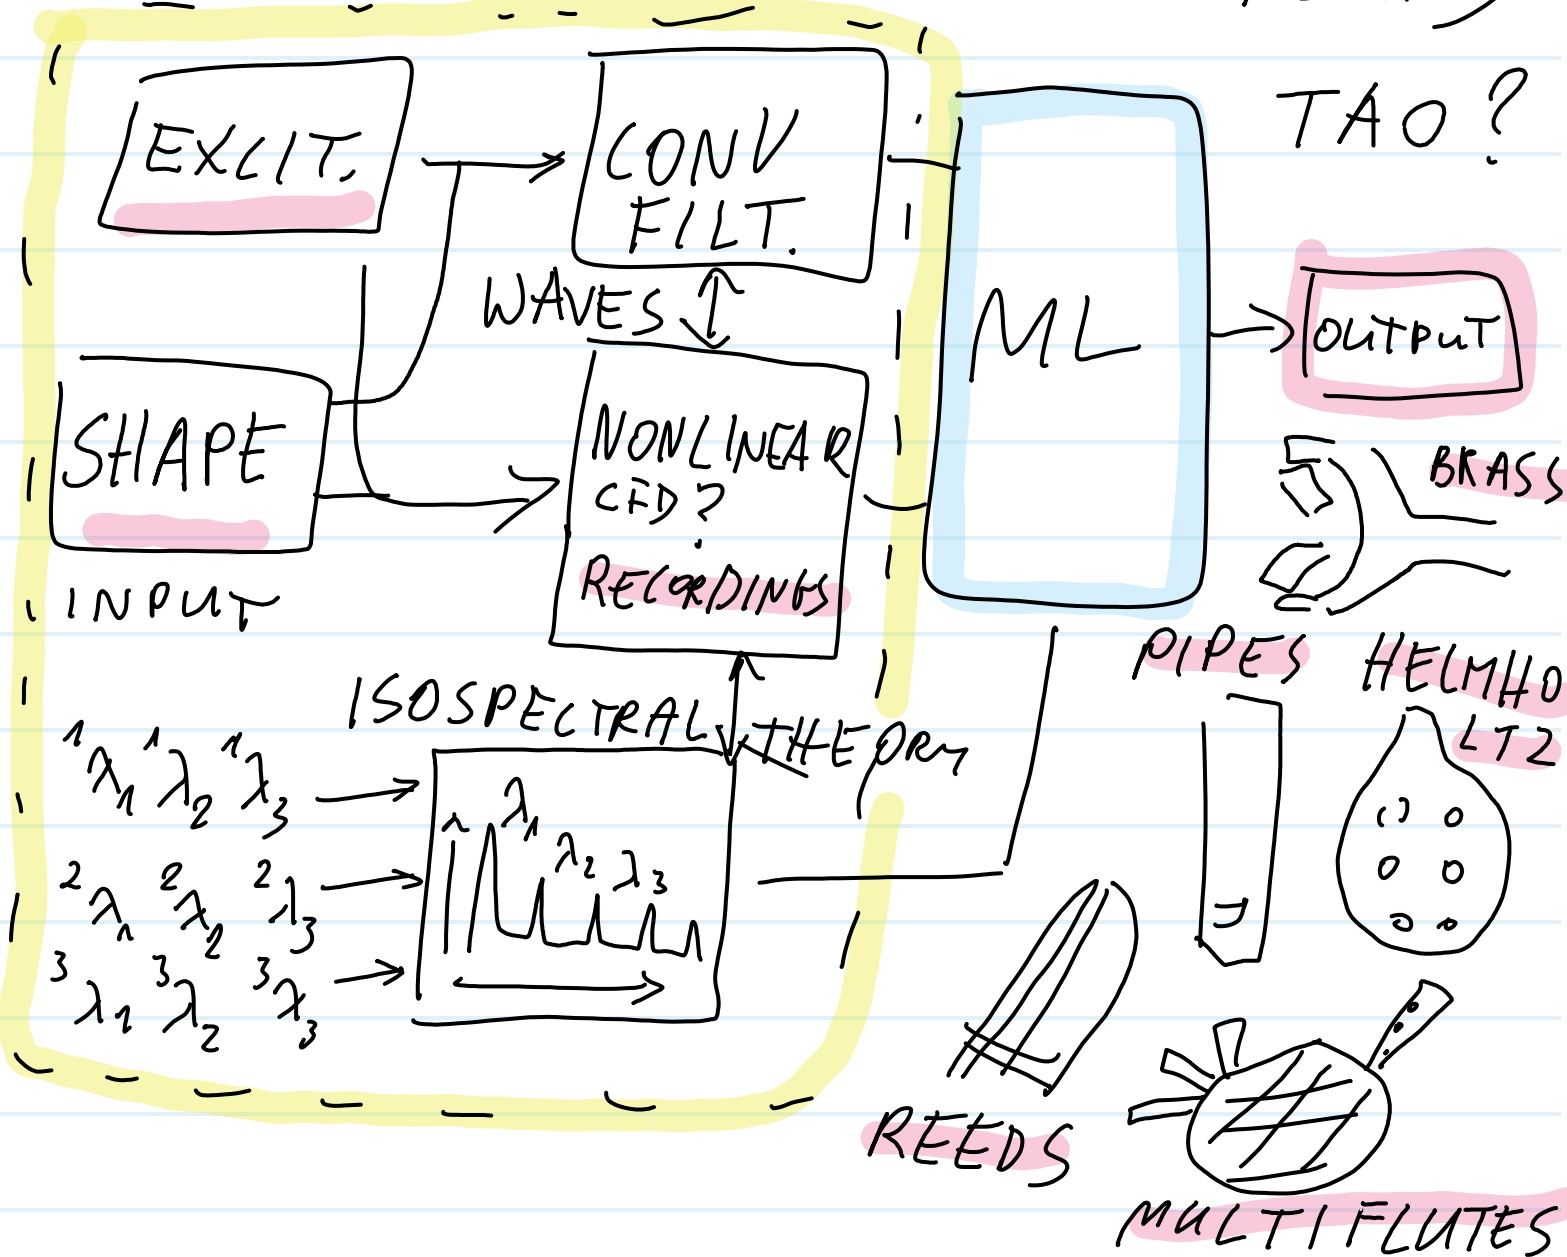 TAO?
EXCIT.
CONV
FILT.
WAVES
ML
OUTPUT
SHAPE
NONLINEAR
CFD?
RECORDINGS
INPUT
BRASS
PIPES
HELMHO
LTZ
ISOSPECTRAL THEORY
¹λ₁ ¹λ₂ ¹λ₃
²λ₁ ²λ₂ ²λ₃
³λ₁ ³λ₂ ³λ₃
λ λ₁ λ₂ λ₃
REEDS
MULTIFLUTES